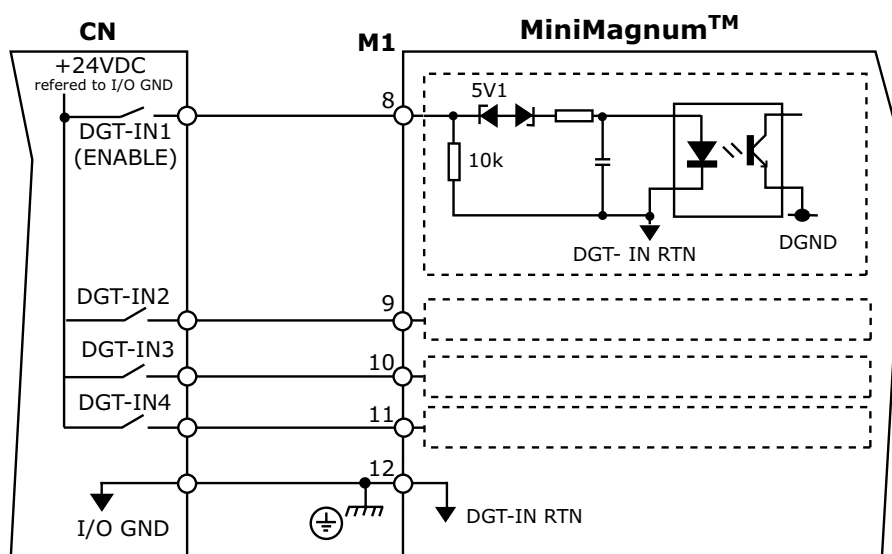 CN
M1
MiniMagnum™
+24VDC
refered to I/O GND
5V1
8
DGT-IN1
(ENABLE)
10k
DGT- IN RTN
DGND
DGT-IN2
9
DGT-IN3
10
DGT-IN4
11
12
I/O GND
DGT-IN RTN